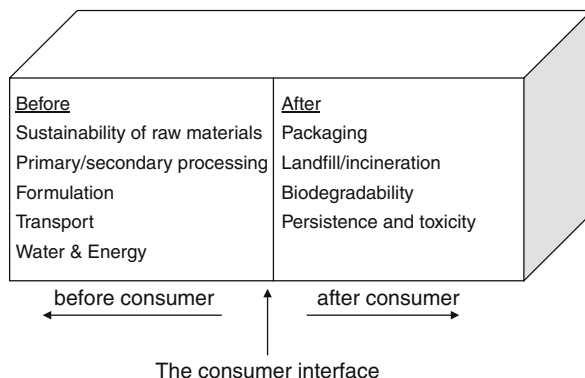 Before
Sustainability of raw materials
Primary/secondary processing
Formulation
Transport
Water & Energy
After
Packaging
Landfill/incineration
Biodegradability
Persistence and toxicity
before consumer
after consumer
The consumer interface